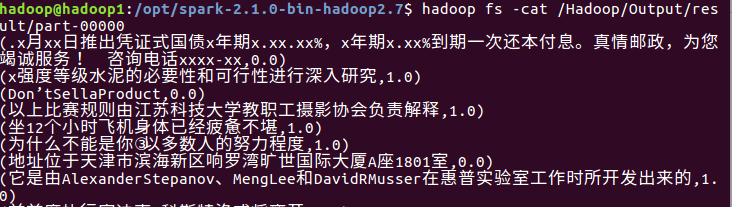 hadoop@hadoop1:/opt/spark-2.1.0-bin-hadoop2.7$ hadoop fs -cat /Hadoop/Output/res
ult/part-00000
(.x月xx日推出凭证式国债x年期x.xx.xx%，x年期x.xx%到期一次还本付息。真情邮政，为您
竭诚服务！ 咨询电话xxxx-xx,0.0)
(x强度等级水泥的必要性和可行性进行深入研究,1.0)
(Don’tSellaProduct,0.0)
(以上比赛规则由江苏科技大学教职工摄影协会负责解释,1.0)
(坐12个小时飞机身体已经疲惫不堪,1.0)
(为什么不能是你③以多数人的努力程度,1.0)
(地址位于天津市滨海新区响罗湾旷世国际大厦A座1801室,0.0)
(它是由AlexanderStepanov、MengLee和DavidRMusser在惠普实验室工作时所开发出来的,1.
0)